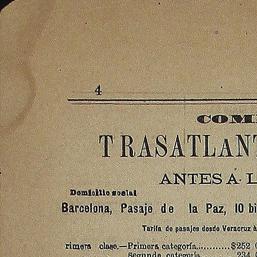 4
COM
TRASATLANT
ANTES A. L
Domicilio social
Barcelona, Pasaje de la Paz, 10 bi
Tarifa de pasajes desde Veracruz á
rimera clase.—Primera categoría.......... $252
Segunda categoría 234